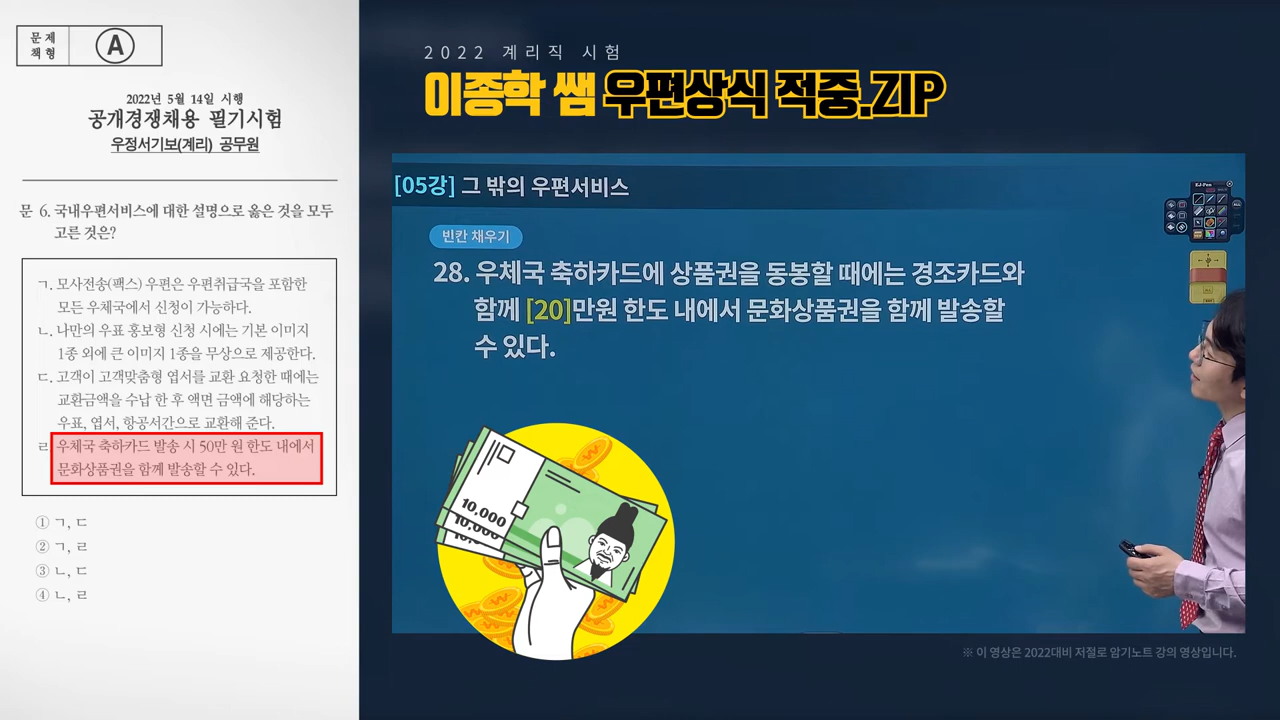 문 제
책 형
A
2022년 5월 14일 시행
공개경쟁채용 필기시험
우정서기보(계리) 공무원
문 6. 국내우편서비스에 대한 설명으로 옳은 것을 모두
고른 것은?
ㄱ. 모사전송(팩스) 우편은 우편취급국을 포함한
모든 우체국에서 신청이 가능하다.
ㄴ. 나만의 우표 홍보형 신청 시에는 기본 이미지
1종 외에 큰 이미지 1종을 무상으로 제공한다.
ㄷ. 고객이 고객맞춤형 엽서를 교환 요청한 때에는
교환금액을 수납 한 후 액면 금액에 해당하는
우표, 엽서, 항공서간으로 교환해 준다.
ㄹ 우체국 축하카드 발송 시 50만 원 한도 내에서
문화상품권을 함께 발송할 수 있다.
① ㄱ, ㄷ
② ㄱ, ㄹ
③ ㄴ, ㄷ
④ ㄴ, ㄹ
2022 계리직 시험
이종학 쌤 우편상식 적중.ZIP
[05강] 그 밖의 우편서비스
빈칸 채우기
28. 우체국 축하카드에 상품권을 동봉할 때에는 경조카드와
함께 [20]만원 한도 내에서 문화상품권을 함께 발송할
수 있다.
10,000
10,000
※ 이 영상은 2022대비 저절로 암기노트 강의 영상입니다.